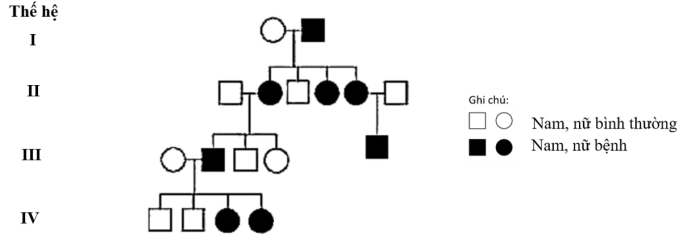 Thế hệ
I
II
III
IV
Ghi chú:
Nam, nữ bình thường
Nam, nữ bệnh